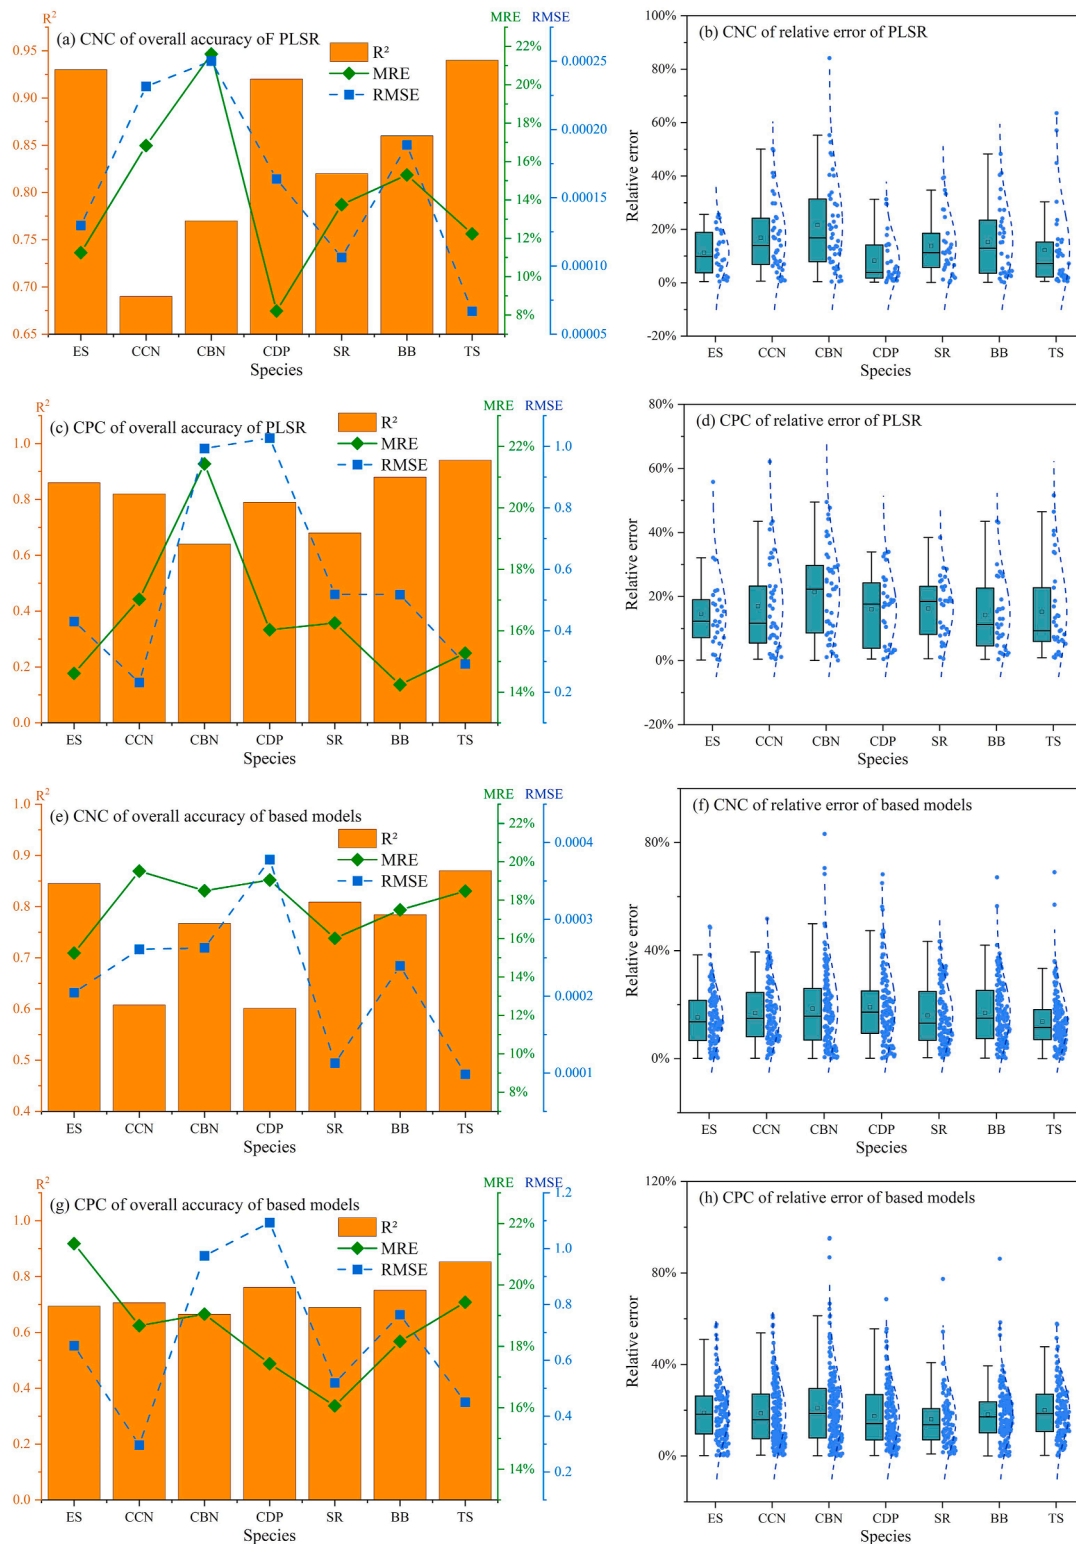 R²
MRE RMSE
(a) CNC of overall accuracy oF PLSR
R²
MRE
RMSE
0.95
0.90
0.85
0.80
0.75
0.70
0.65
22%
20%
18%
16%
14%
12%
10%
8%
0.00025
0.00020
0.00015
0.00010
0.00005
ES CCN CBN CDP SR BB TS
Species
(b) CNC of relative error of PLSR
Relative error
100%
80%
60%
40%
20%
0%
-20%
ES CCN CBN CDP SR BB TS
Species
R²
MRE RMSE
(c) CPC of overall accuracy of PLSR
R²
MRE
RMSE
1.0
0.8
0.6
0.4
0.2
0.0
22%
20%
18%
16%
14%
1.0
0.8
0.6
0.4
0.2
ES CCN CBN CDP SR BB TS
Species
(d) CPC of relative error of PLSR
Relative error
80%
60%
40%
20%
0%
-20%
ES CCN CBN CDP SR BB TS
Species
R²
MRE RMSE
(e) CNC of overall accuracy of based models
R²
MRE
RMSE
1.0
0.9
0.8
0.7
0.6
0.5
0.4
22%
20%
18%
16%
14%
12%
10%
8%
0.0004
0.0003
0.0002
0.0001
ES CCN CBN CDP SR BB TS
Species
(f) CNC of relative error of based models
Relative error
80%
40%
0%
ES CCN CBN CDP SR BB TS
Species
R²
MRE RMSE
(g) CPC of overall accuracy of based models
R²
MRE
RMSE
1.0
0.8
0.6
0.4
0.2
0.0
22%
20%
18%
16%
14%
1.2
1.0
0.8
0.6
0.4
0.2
ES CCN CBN CDP SR BB TS
Species
(h) CPC of relative error of based models
Relative error
120%
80%
40%
0%
ES CCN CBN CDP SR BB TS
Species